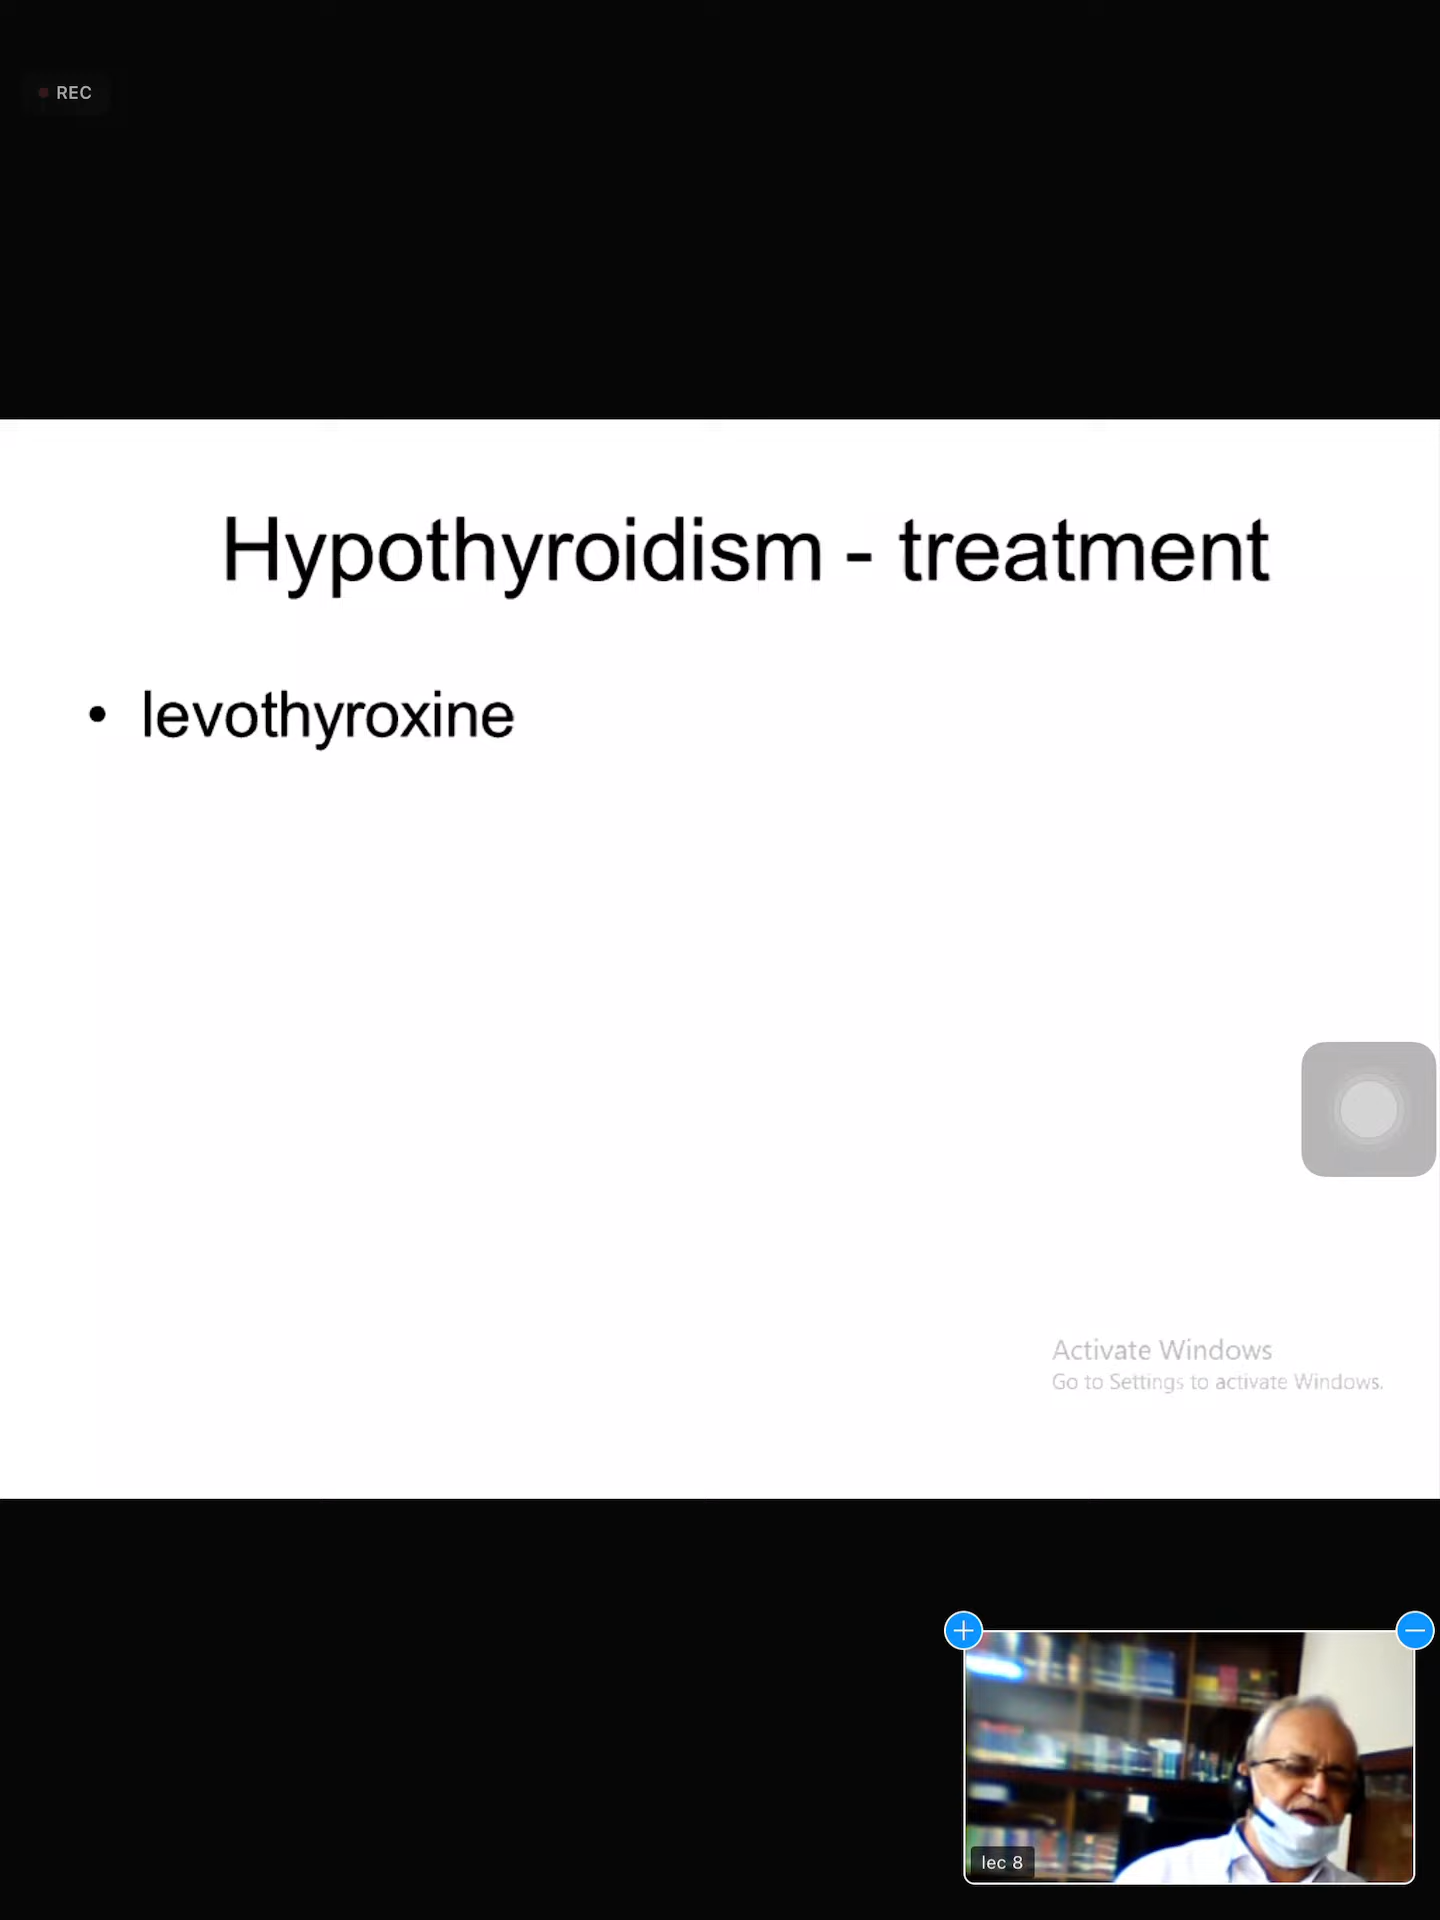 REC
Hypothyroidism - treatment
• levothyroxine
Activate Windows
Go to Settings to activate Windows.
lec 8